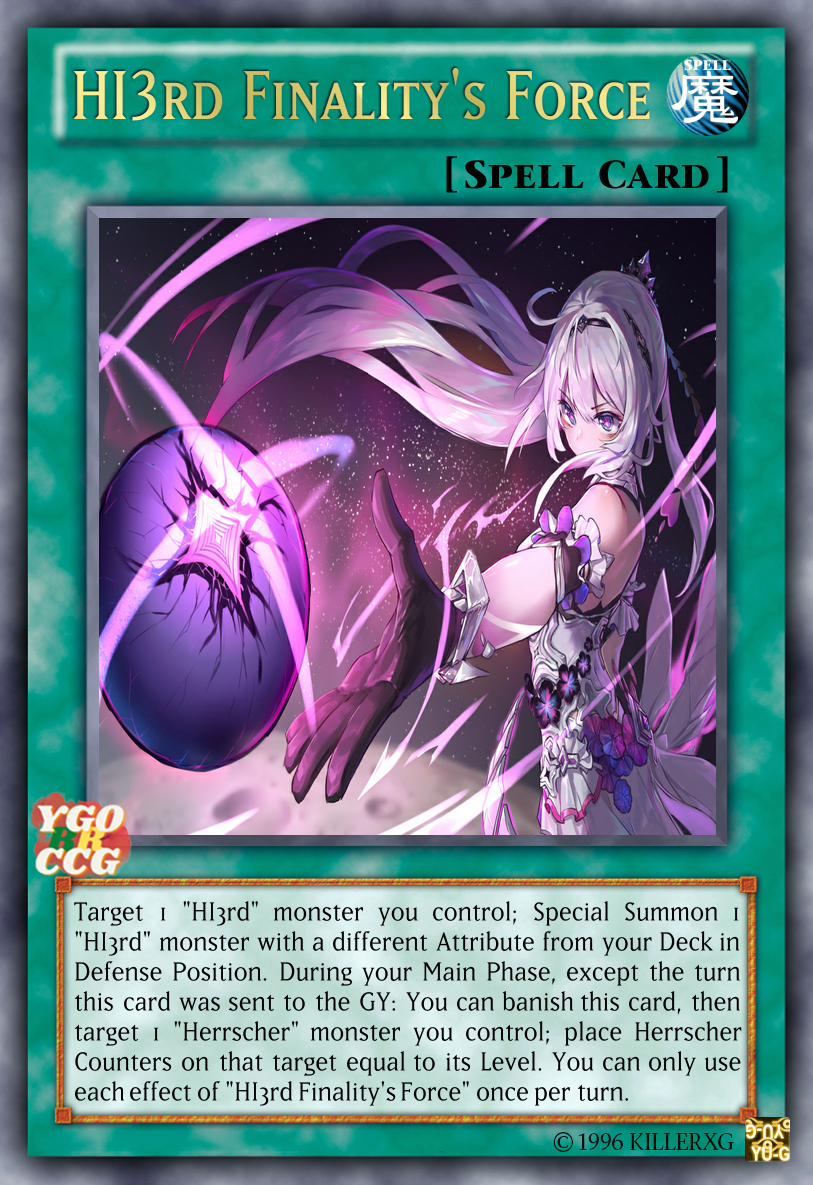 HI3RD FINALITY'S FORCE
SPELL
魔
[SPELL CARD]
YGO
RR
CCG
Target 1 "HI3rd" monster you control; Special Summon 1
"HI3rd" monster with a different Attribute from your Deck in
Defense Position. During your Main Phase, except the turn
this card was sent to the GY: You can banish this card, then
target 1 "Herrscher" monster you control; place Herrscher
Counters on that target equal to its Level. You can only use
each effect of "HI3rd Finality's Force" once per turn.
© 1996 KILLERXG
YU-G